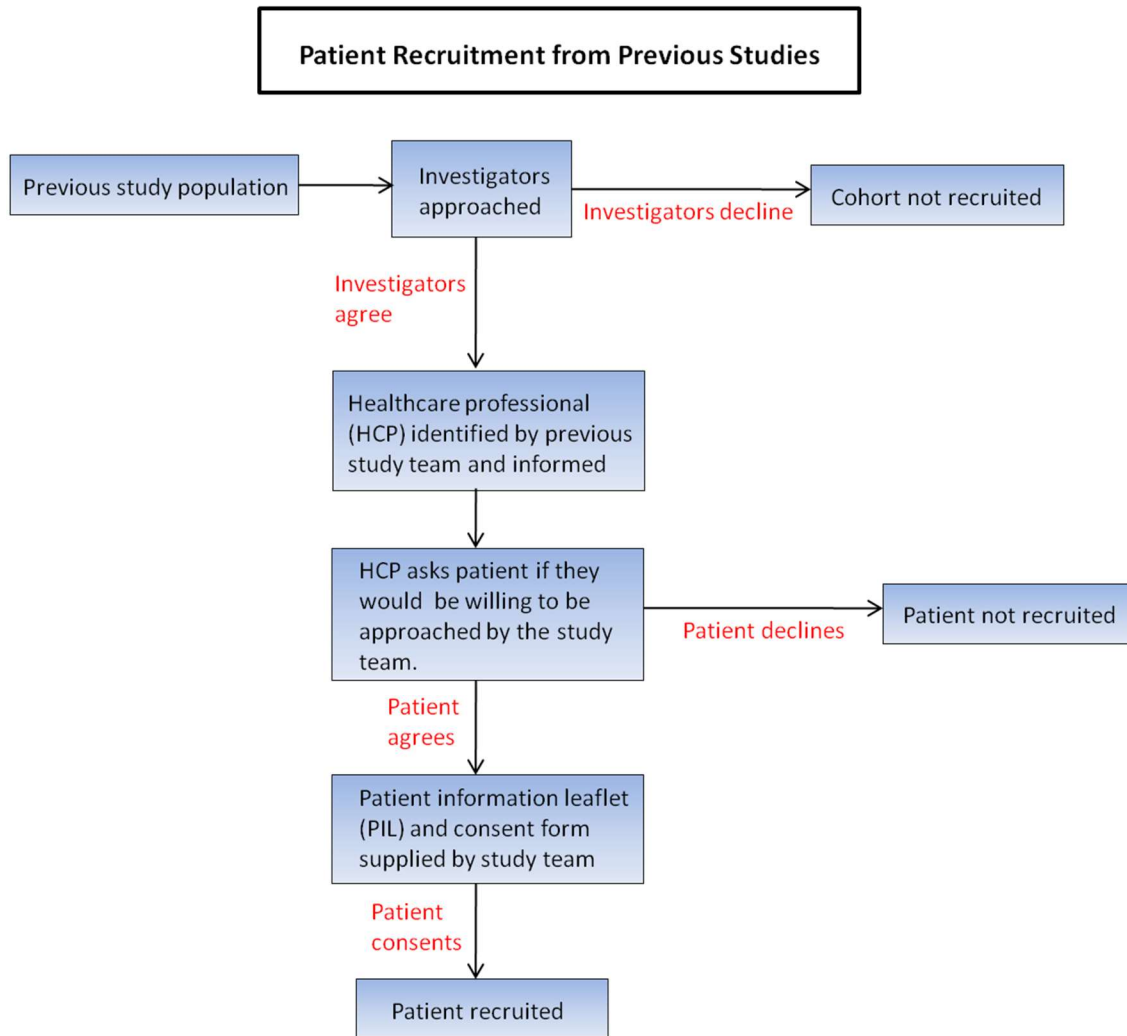 Patient Recruitment from Previous Studies
Previous study population
Investigators
approached
Investigators decline
Cohort not recruited
Investigators
agree
Healthcare professional
(HCP) identified by previous
study team and informed
HCP asks patient if they
would  be willing to be
approached by the study
team.
Patient declines
Patient not recruited
Patient
agrees
Patient information leaflet
(PIL) and consent form
supplied by study team
Patient
consents
Patient recruited